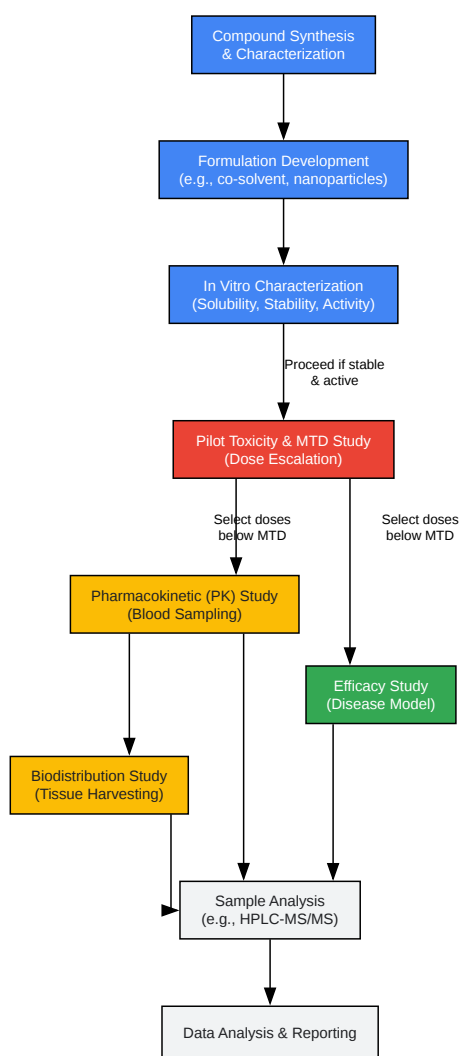 Compound Synthesis
& Characterization
Formulation Development
(e.g., co-solvent, nanoparticles)
In Vitro Characterization
(Solubility, Stability, Activity)
Proceed if stable
& active
Pilot Toxicity & MTD Study
(Dose Escalation)
Select doses
below MTD
Select doses
below MTD
Pharmacokinetic (PK) Study
(Blood Sampling)
Efficacy Study
(Disease Model)
Biodistribution Study
(Tissue Harvesting)
Sample Analysis
(e.g., HPLC-MS/MS)
Data Analysis & Reporting